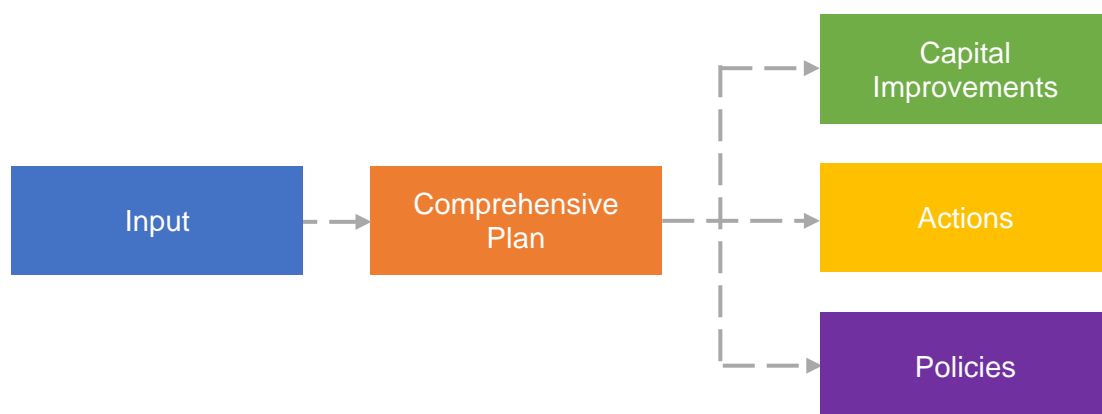 Input
Comprehensive
Plan
Capital
Improvements
Actions
Policies